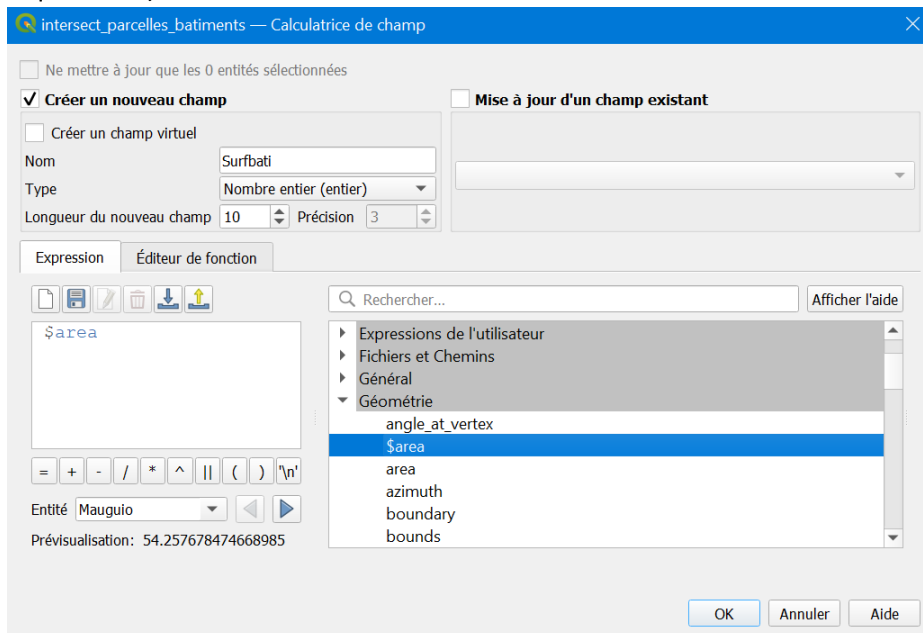 intersect_parcelles_batiments — Calculatrice de champ
Ne mettre à jour que les 0 entités sélectionnées
Créer un nouveau champ
Mise à jour d'un champ existant
Créer un champ virtuel
Nom Surfbati
Type Nombre entier (entier)
Longueur du nouveau champ 10 Précision 3
Expression Éditeur de fonction
Rechercher... Afficher l'aide
$area
Expressions de l'utilisateur
Fichiers et Chemins
Général
Géométrie
angle_at_vertex
$area
area
azimuth
boundary
bounds
= + - / * ^ || ( ) '\n'
Entité Mauguio
Prévisualisation: 54.257678474668985
OK Annuler Aide